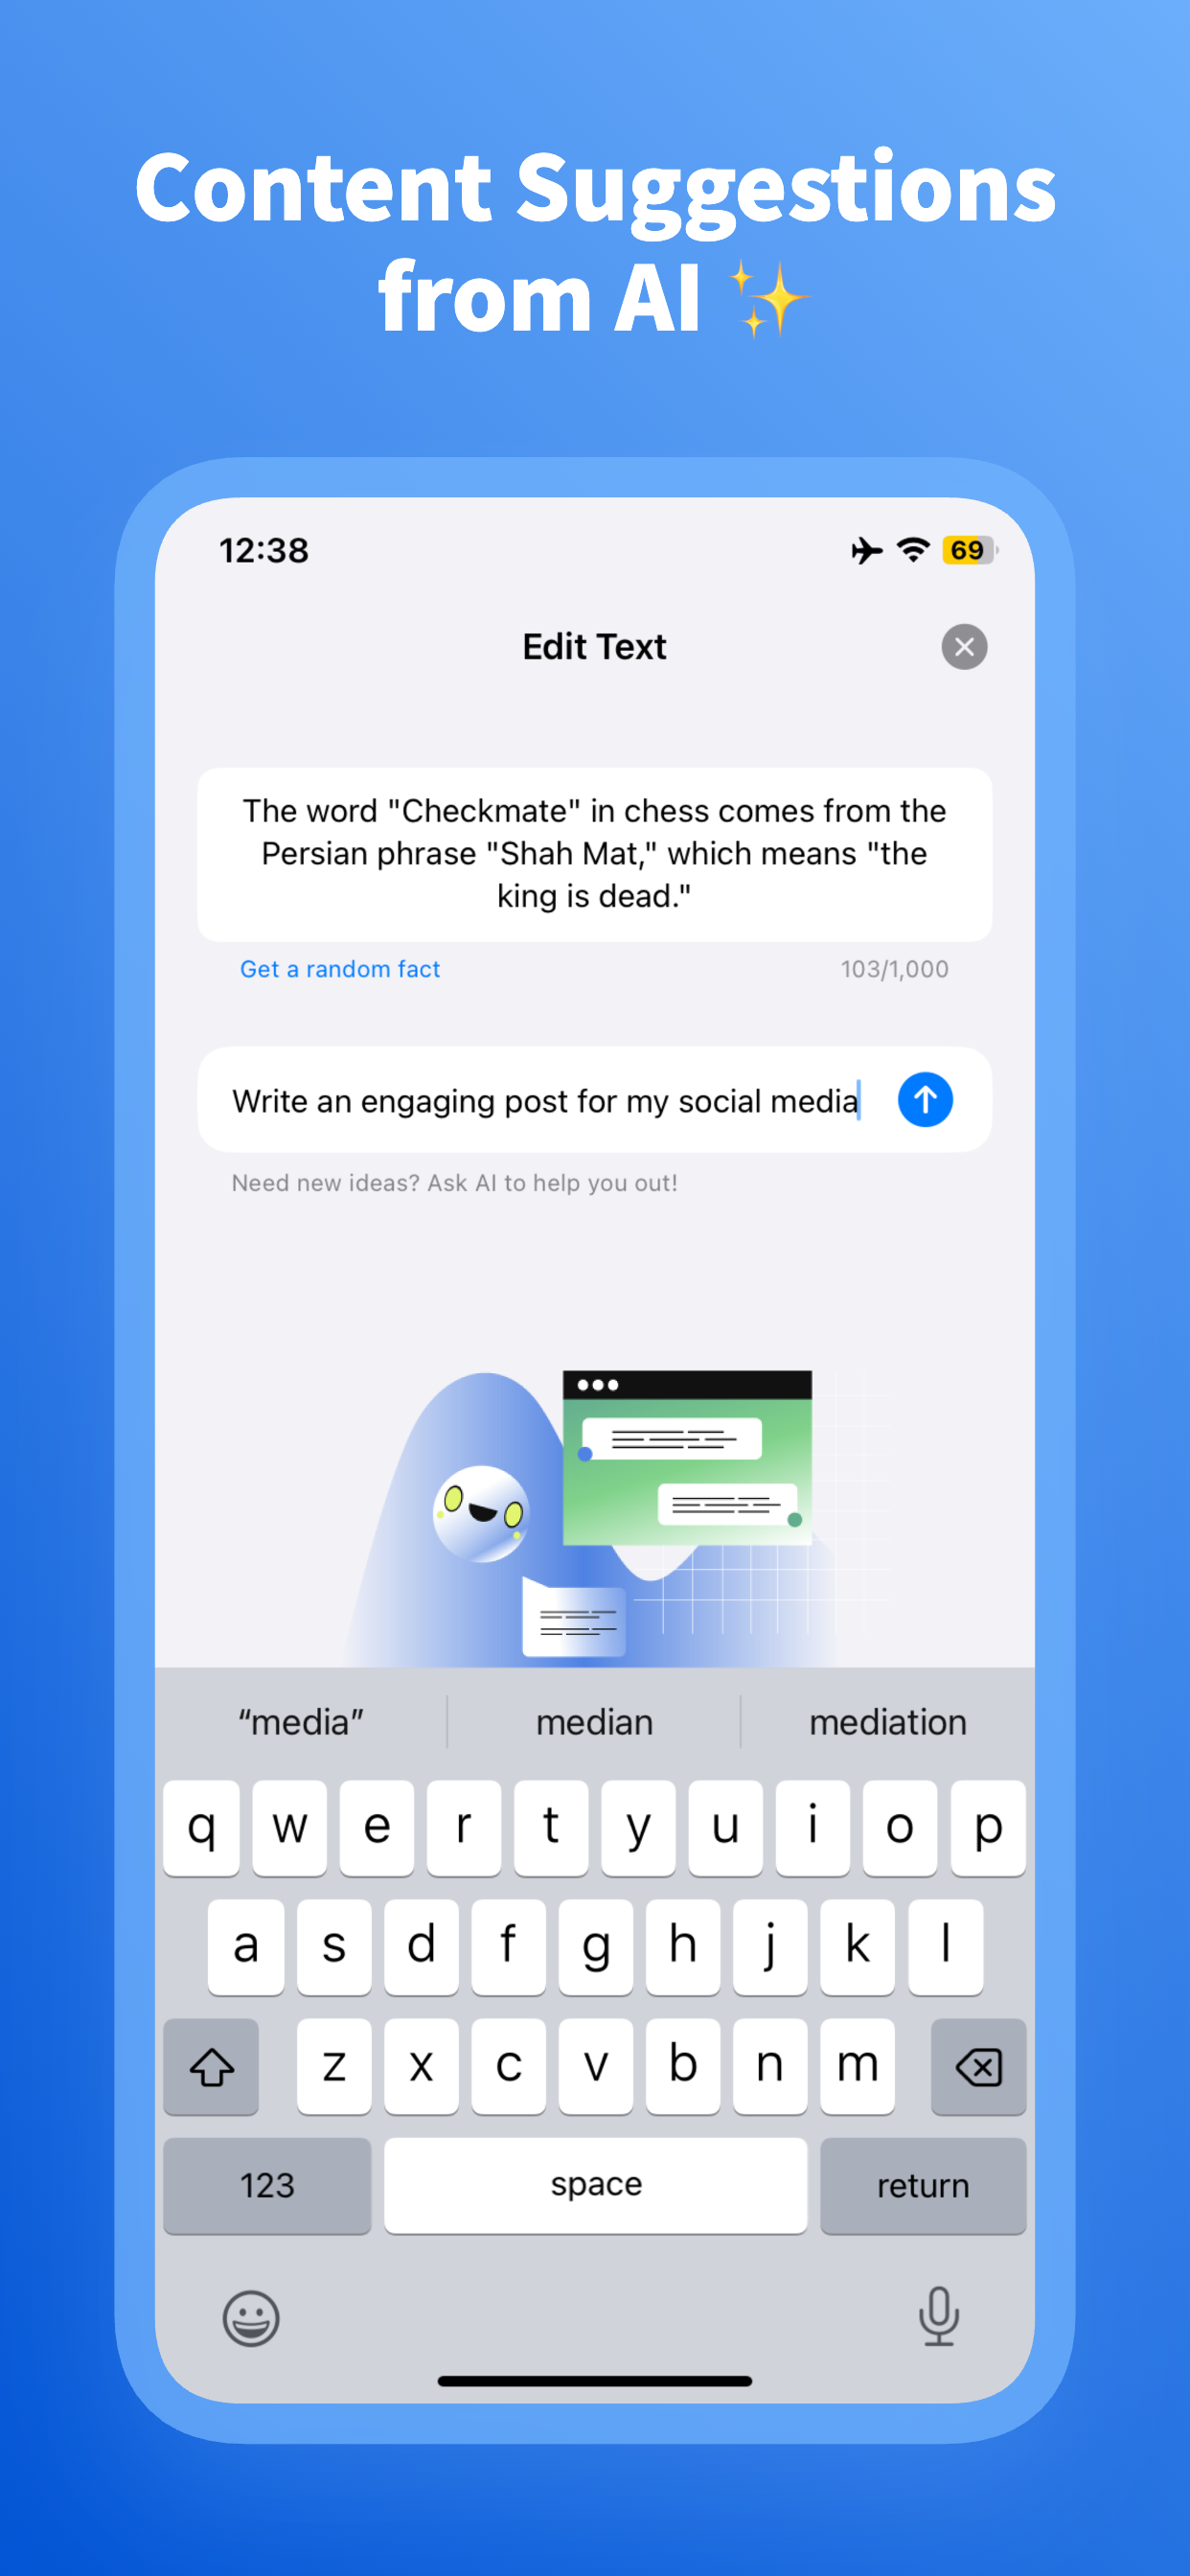 Content Suggestions
from AI ✨
12:38
69
Edit Text
The word "Checkmate" in chess comes from the
Persian phrase "Shah Mat," which means "the
king is dead."
Get a random fact
103/1,000
Write an engaging post for my social media
Need new ideas? Ask AI to help you out!
“media” median mediation
q w e r t y u i o p
a s d f g h j k l
z x c v b n m
123 space return